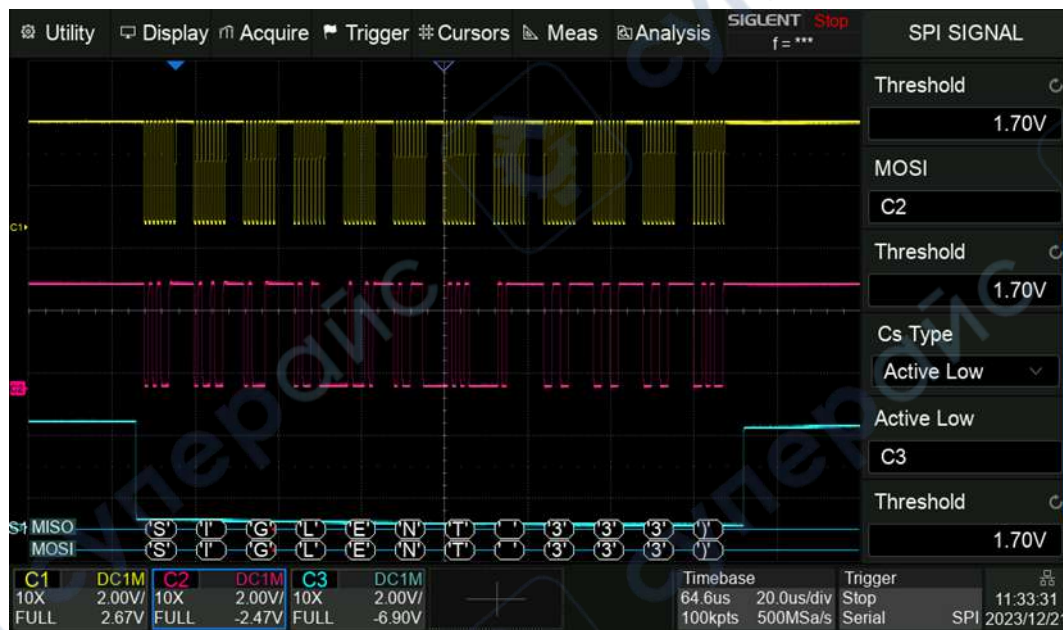 Utility Display Acquire Trigger Cursors Meas Analysis
SIGLENT Stop
f = ***
SPI SIGNAL
Threshold
1.70V
MOSI
C2
Threshold
1.70V
Cs Type
Active Low
Active Low
C3
Threshold
1.70V
C1
C2
S1 MISO 'S' 'I' 'G' 'L' 'E' 'N' 'T' ' ' '3' '3' '3' ')'
MOSI 'S' 'I' 'G' 'L' 'E' 'N' 'T' ' ' '3' '3' '3' ')'
C1 DC1M C2 DC1M C3 DC1M
10X 2.00V/ 10X 2.00V/ 10X 2.00V/
FULL 2.67V FULL -2.47V FULL -6.90V
Timebase
64.6us 20.0us/div
100kpts 500MSa/s
Trigger
Stop
Serial SPI
11:33:31
супер
суперайс
супер